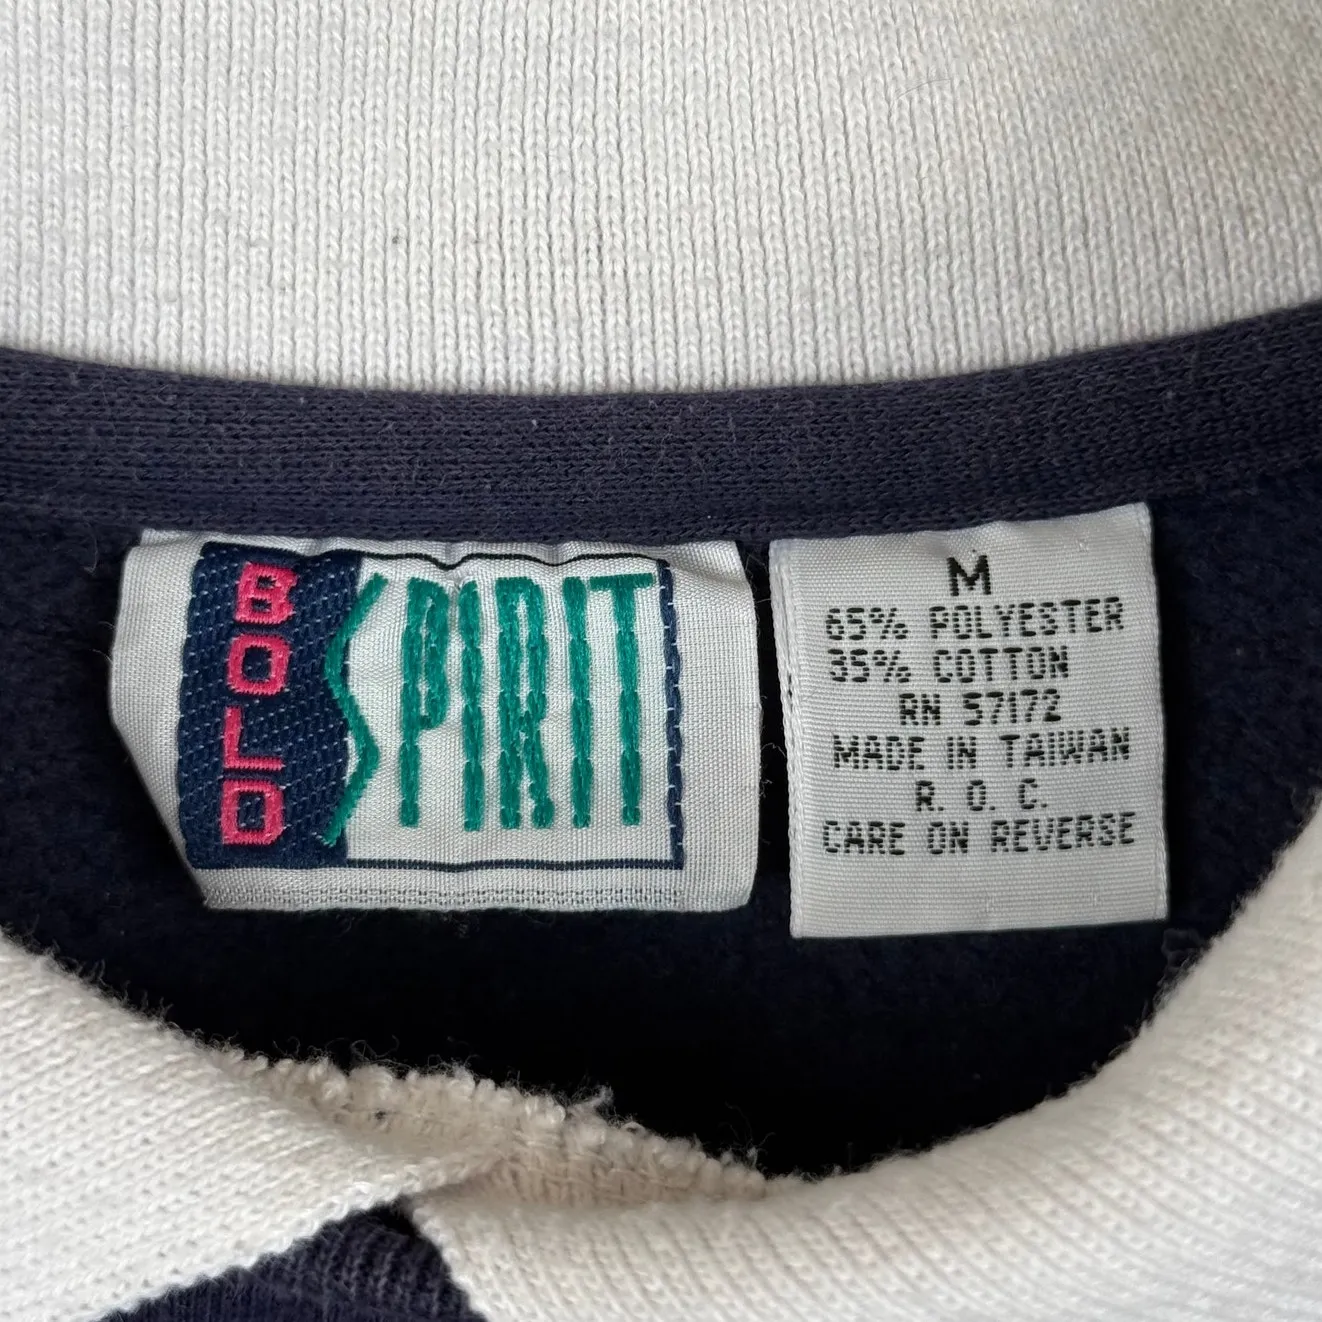 BOLD
SPIRIT
M
65% POLYESTER
35% COTTON
RN 57172
MADE IN TAIWAN
R. O. C.
CARE ON REVERSE